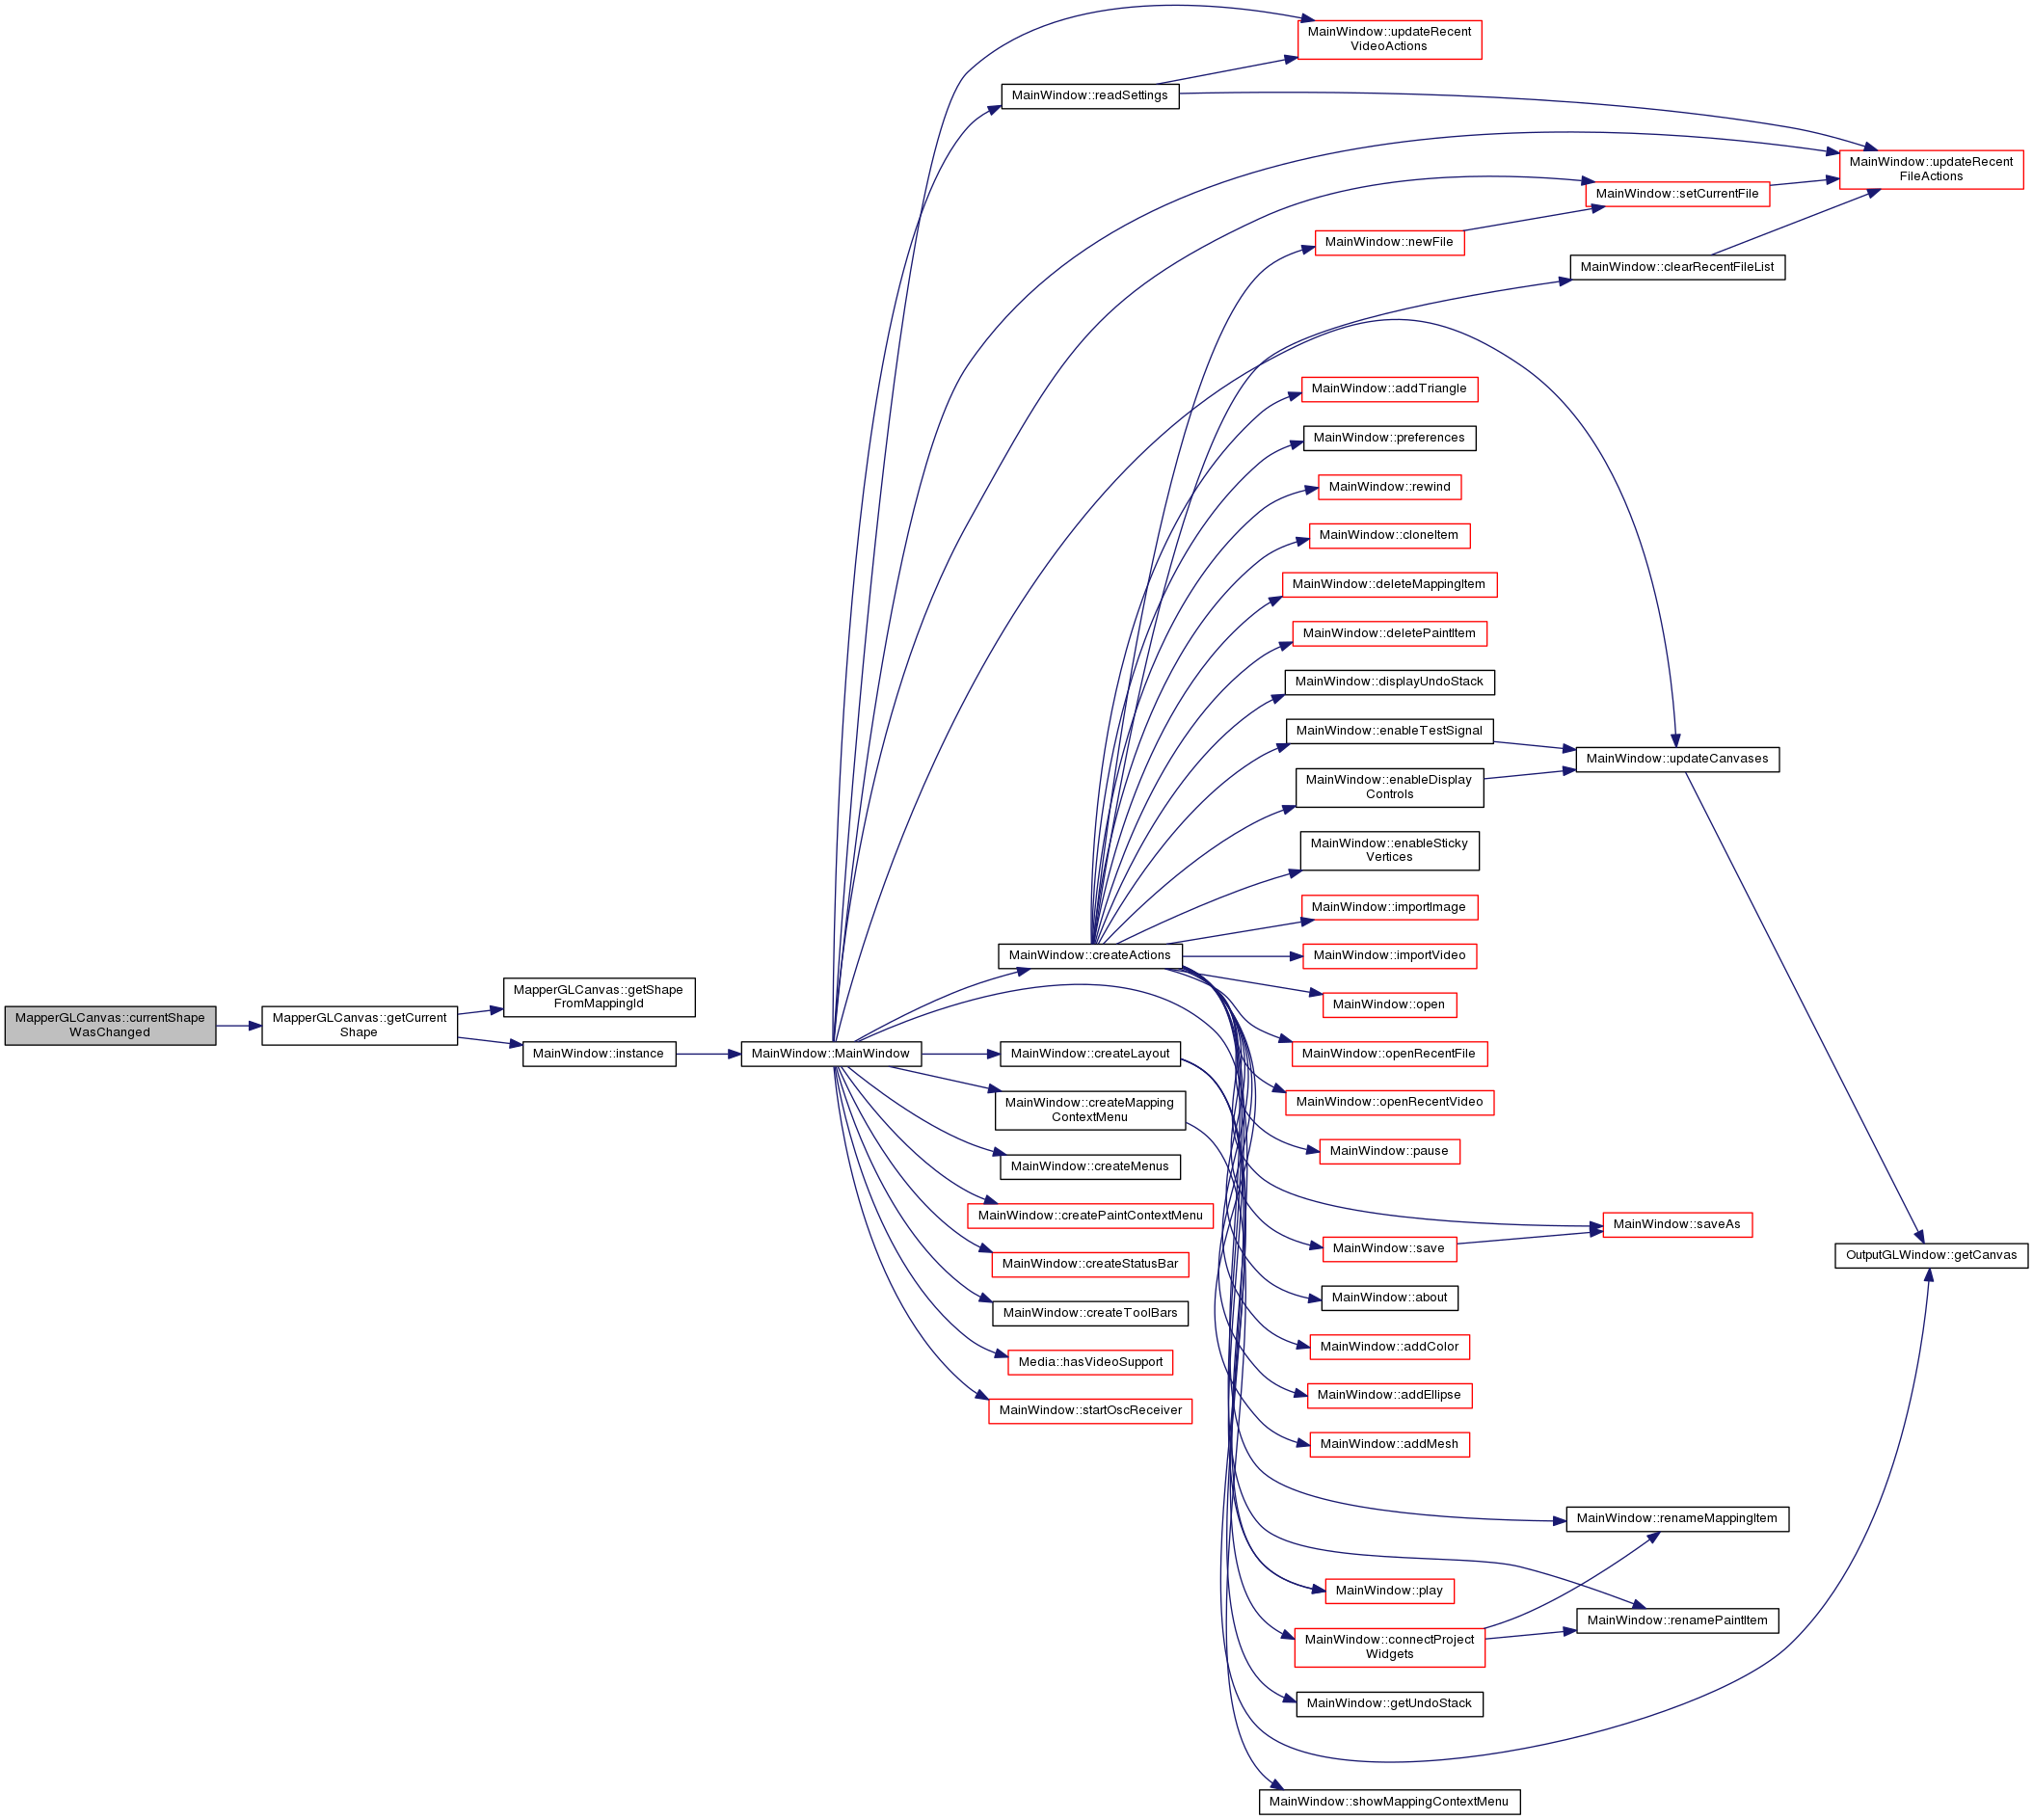 MapperGLCanvas::currentShape
WasChanged
MapperGLCanvas::getCurrent
Shape
MapperGLCanvas::getShape
FromMappingId
MainWindow::instance
MainWindow::MainWindow
MainWindow::updateRecent
VideoActions
MainWindow::readSettings
MainWindow::updateRecent
FileActions
MainWindow::setCurrentFile
MainWindow::newFile
MainWindow::clearRecentFileList
MainWindow::addTriangle
MainWindow::preferences
MainWindow::rewind
MainWindow::cloneItem
MainWindow::deleteMappingItem
MainWindow::deletePaintItem
MainWindow::displayUndoStack
MainWindow::enableTestSignal
MainWindow::updateCanvases
MainWindow::enableDisplay
Controls
MainWindow::enableSticky
Vertices
MainWindow::importImage
MainWindow::createActions
MainWindow::importVideo
MainWindow::open
MainWindow::createLayout
MainWindow::openRecentFile
MainWindow::createMapping
ContextMenu
MainWindow::openRecentVideo
MainWindow::pause
MainWindow::createMenus
MainWindow::createPaintContextMenu
MainWindow::saveAs
MainWindow::save
OutputGLWindow::getCanvas
MainWindow::createStatusBar
MainWindow::about
MainWindow::createToolBars
MainWindow::addColor
Media::hasVideoSupport
MainWindow::addEllipse
MainWindow::startOscReceiver
MainWindow::addMesh
MainWindow::renameMappingItem
MainWindow::play
MainWindow::renamePaintItem
MainWindow::connectProject
Widgets
MainWindow::getUndoStack
MainWindow::showMappingContextMenu